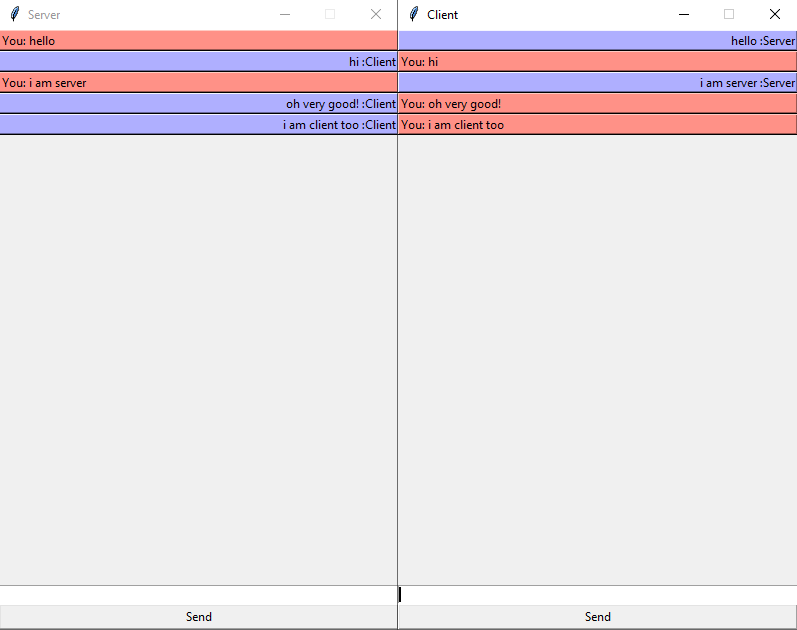 Server
You: hello
hi :Client
You: i am server
oh very good! :Client
i am client too :Client
Send
Client
hello :Server
You: hi
i am server :Server
You: oh very good!
You: i am client too
Send